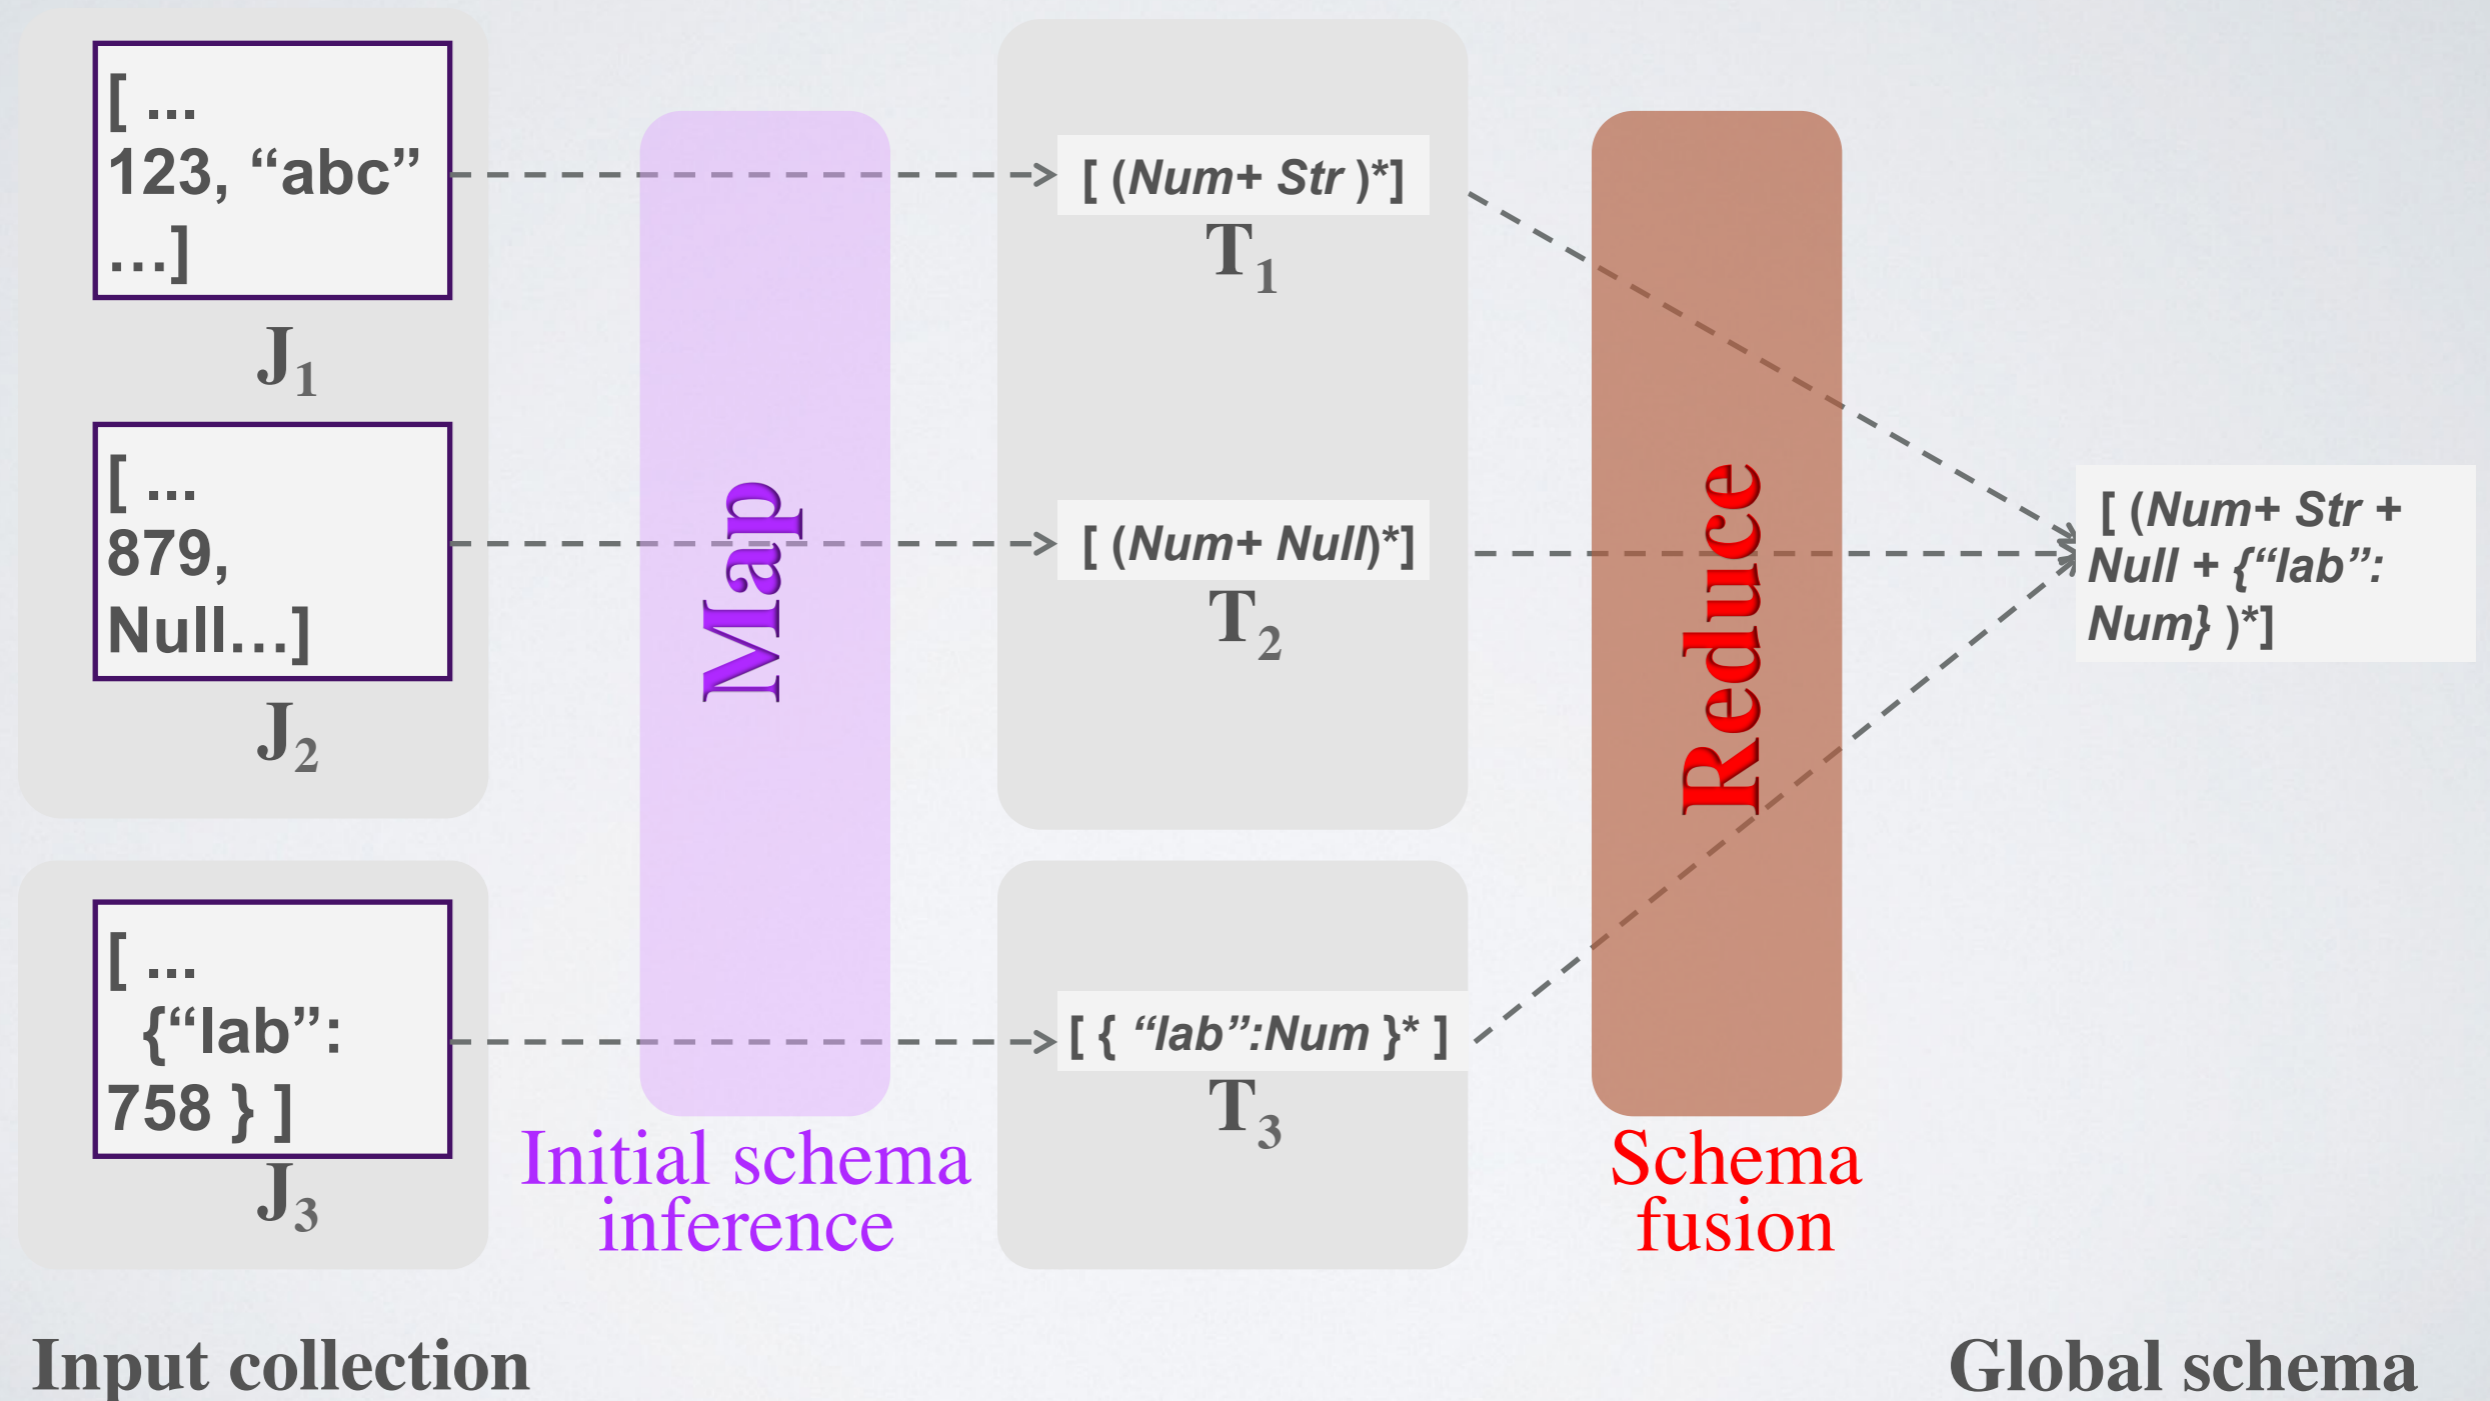 [ ...
123, “abc”
…]
J1
[ ...
879,
Null…]
J2
[ ...
{“lab”:
758 } ]
J3
Map
Initial schema
inference
[ (Num+ Str )*]
T1
[ (Num+ Null)*]
T2
[ { “lab”:Num }* ]
T3
Reduce
Schema
fusion
[ (Num+ Str +
Null + {“lab”:
Num} )*]
Input collection
Global schema